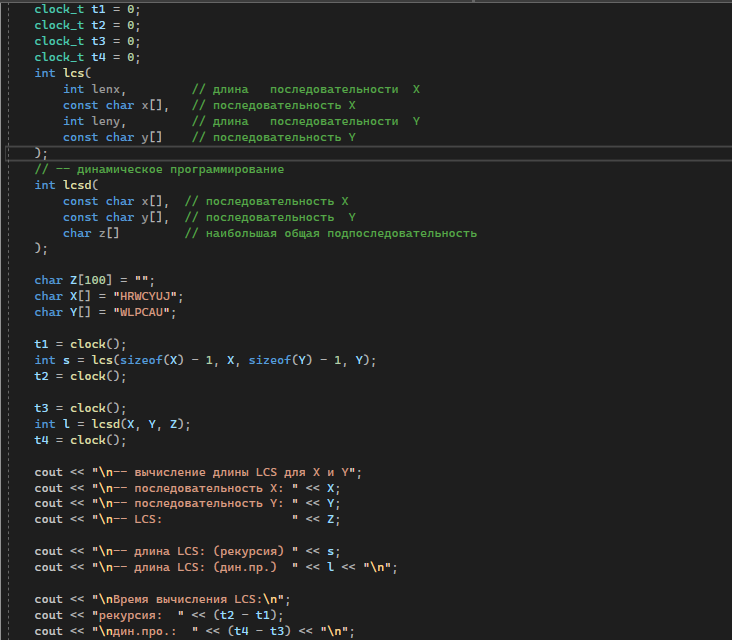 clock_t t1 = 0;
clock_t t2 = 0;
clock_t t3 = 0;
clock_t t4 = 0;
int lcs(
    int lenx,         // длина   последовательности  X
    const char x[],   // последовательность X
    int leny,         // длина   последовательности  Y
    const char y[]    // последовательность Y
);
// -- динамическое программирование
int lcsd(
    const char x[],  // последовательность X
    const char y[],  // последовательность  Y
    char z[]         // наибольшая общая подпоследовательность
);
char Z[100] = "";
char X[] = "HRWCYUJ";
char Y[] = "WLPCAU";
t1 = clock();
int s = lcs(sizeof(X) - 1, X, sizeof(Y) - 1, Y);
t2 = clock();
t3 = clock();
int l = lcsd(X, Y, Z);
t4 = clock();
cout << "\n-- вычисление длины LCS для X и Y";
cout << "\n-- последовательность X: " << X;
cout << "\n-- последовательность Y: " << Y;
cout << "\n-- LCS:                  " << Z;
cout << "\n-- длина LCS: (рекурсия) " << s;
cout << "\n-- длина LCS: (дин.пр.)  " << l << "\n";
cout << "\nВремя вычисления LCS:\n";
cout << "рекурсия:  " << (t2 - t1);
cout << "\nдин.про.:  " << (t4 - t3) << "\n";